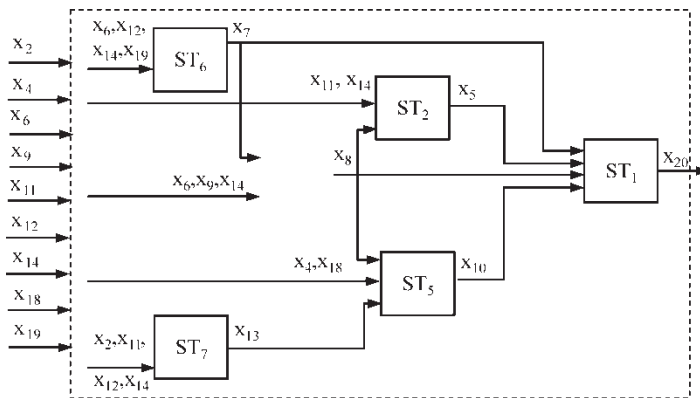 x₂
x₄
x₆
x₉
x₁₁
x₁₂
x₁₄
x₁₈
x₁₉
x₆,x₁₂,
x₁₄,x₁₉
ST₆
x₇
x₁₁, x₁₄
ST₂
x₅
x₈
x₆,x₉,x₁₄
ST₁
x₂₀
x₄,x₁₈
ST₅
x₁₀
x₂,x₁₁,
x₁₂,x₁₄
ST₇
x₁₃